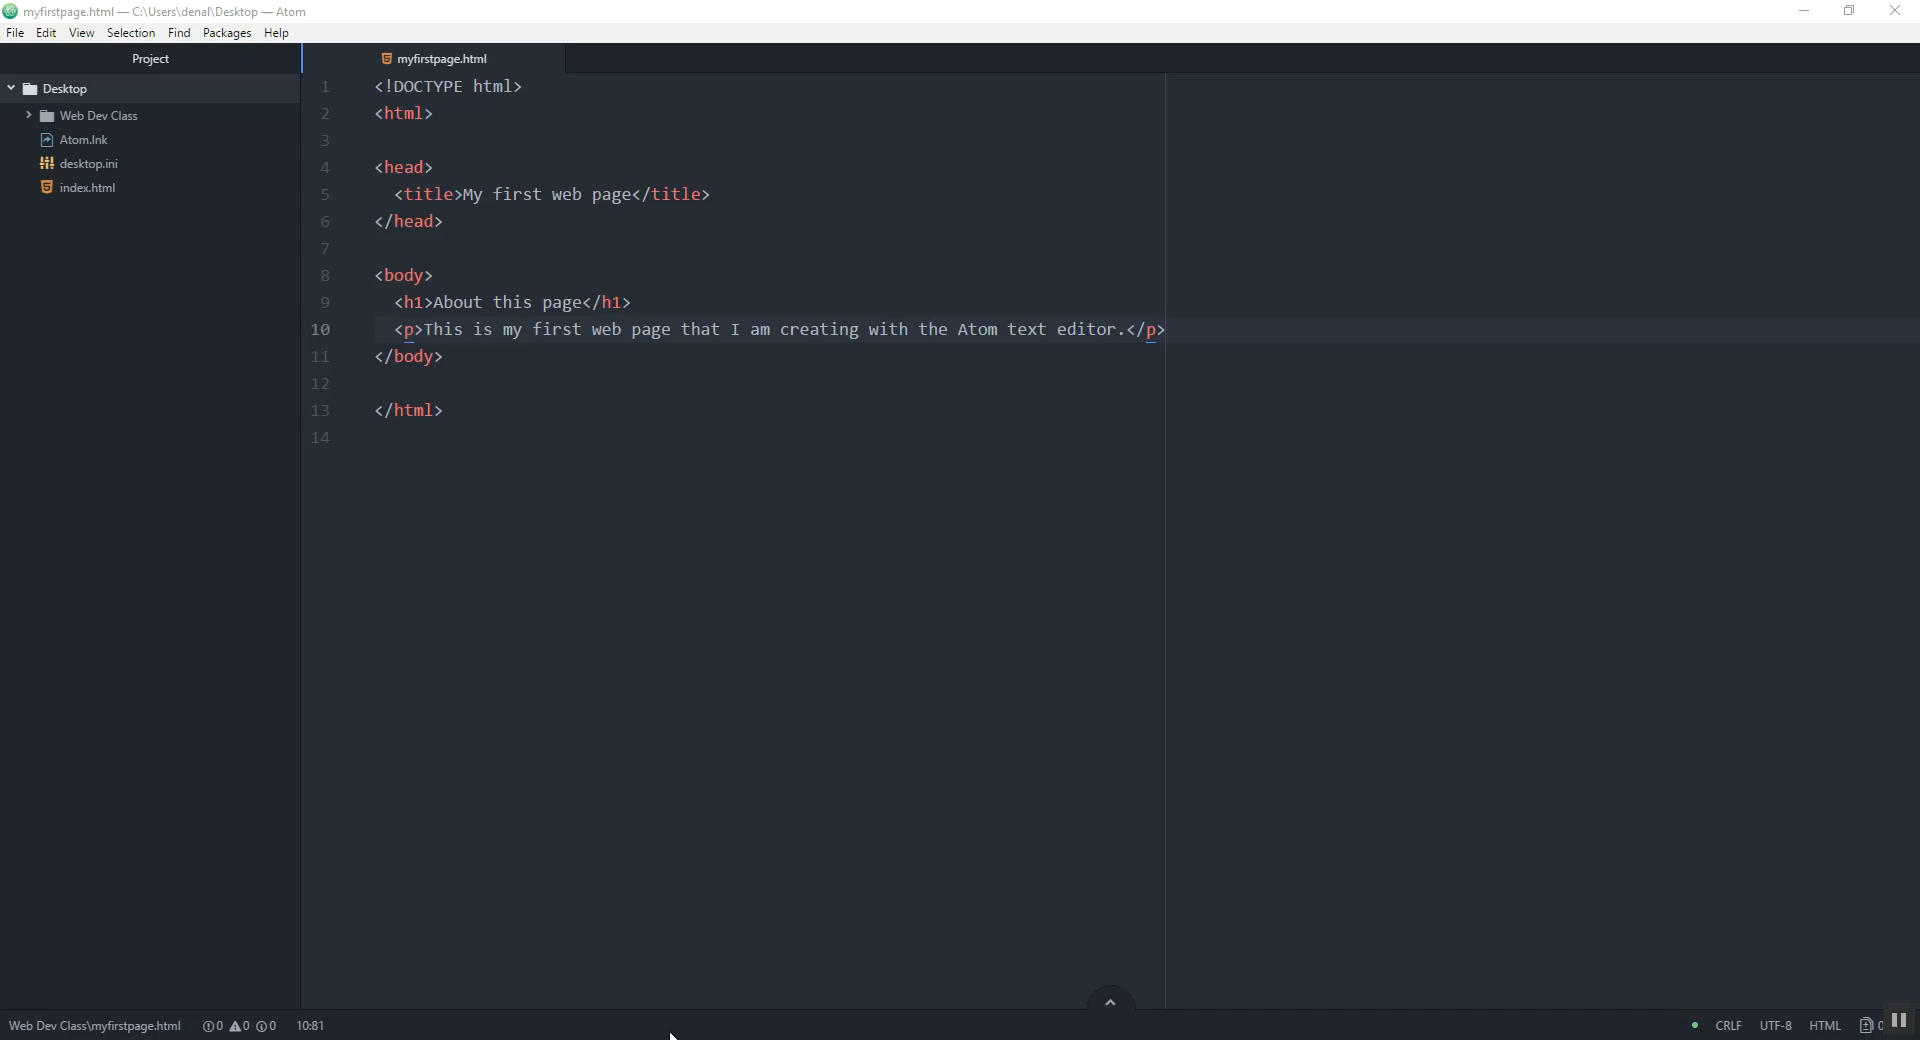 myfirstpage.html — C:\Users\denal\Desktop — Atom
File Edit View Selection Find Packages Help
Project
myfirstpage.html
Desktop
Web Dev Class
Atom.lnk
desktop.ini
index.html
1 <!DOCTYPE html>
2 <html>
3
4 <head>
5 <title>My first web page</title>
6 </head>
7
8 <body>
9 <h1>About this page</h1>
10 <p>This is my first web page that I am creating with the Atom text editor.</p>
11 </body>
12
13 </html>
14
Web Dev Class\myfirstpage.html 0 0 0 10:81 CRLF UTF-8 HTML 0